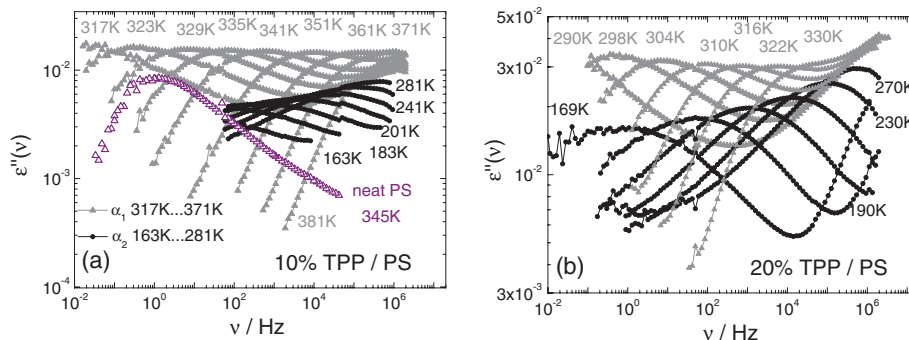 317K 323K 329K 335K 341K 351K 361K 371K
10⁻²
10⁻³
10⁻⁴
ε''(ν)
281K
241K
201K
183K
163K
neat PS
345K
381K
α₁ 317K...371K
α₂ 163K...281K
(a)
10% TPP / PS
10⁻² 10⁰ 10² 10⁴ 10⁶
ν / Hz
5x10⁻²
3x10⁻²
10⁻²
3x10⁻³
ε''(ν)
290K 298K 304K 310K 316K 322K 330K
169K
270K
230K
190K
(b)
20% TPP / PS
10⁻² 10⁰ 10² 10⁴ 10⁶
ν / Hz